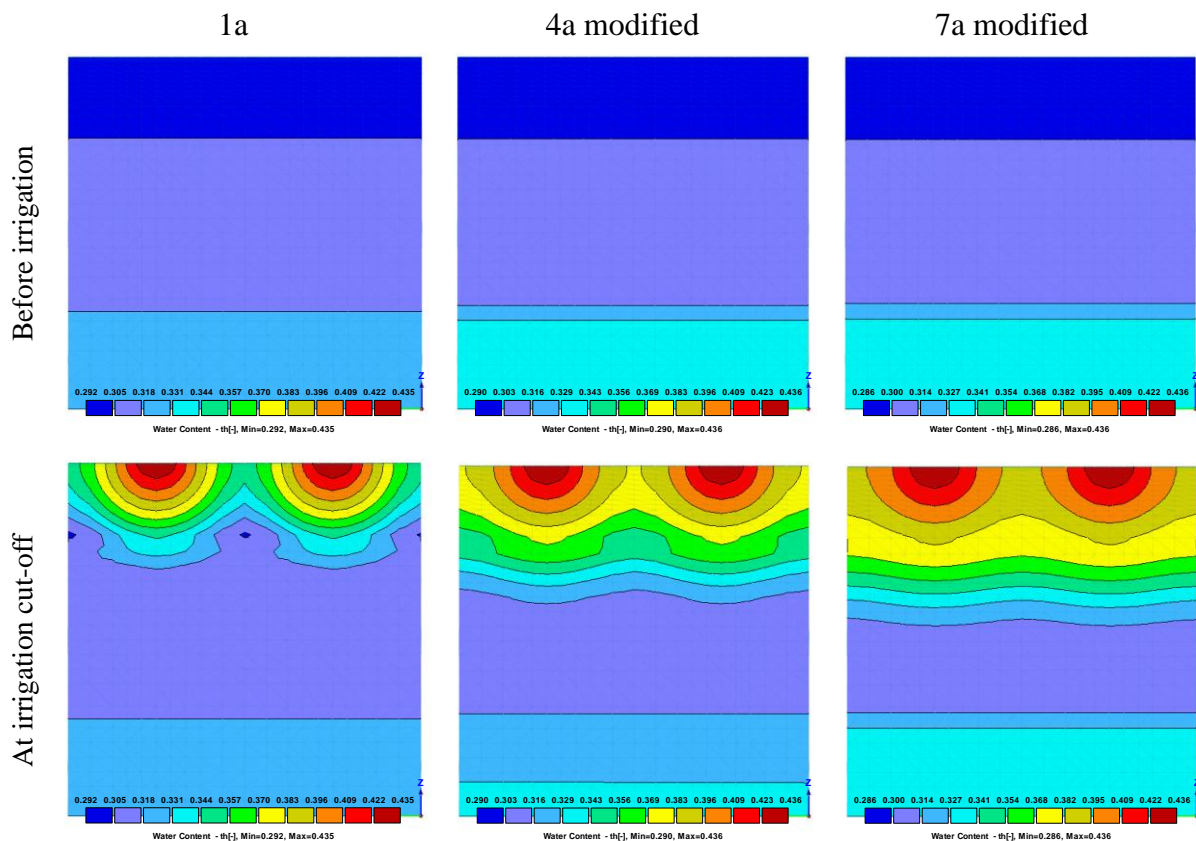 1a 4a modified 7a modified
Before irrigation
Z Z Z
0.292 0.305 0.318 0.331 0.344 0.357 0.370 0.383 0.396 0.409 0.422 0.435
Water Content - th[-], Min=0.292, Max=0.435
0.290 0.303 0.316 0.329 0.343 0.356 0.369 0.383 0.396 0.409 0.423 0.436
Water Content - th[-], Min=0.290, Max=0.436
0.286 0.300 0.314 0.327 0.341 0.354 0.368 0.382 0.395 0.409 0.422 0.436
Water Content - th[-], Min=0.286, Max=0.436
At irrigation cut-off
Z Z Z
0.292 0.305 0.318 0.331 0.344 0.357 0.370 0.383 0.396 0.409 0.422 0.435
Water Content - th[-], Min=0.292, Max=0.435
0.290 0.303 0.316 0.329 0.343 0.356 0.369 0.383 0.396 0.409 0.423 0.436
Water Content - th[-], Min=0.290, Max=0.436
0.286 0.300 0.314 0.327 0.341 0.354 0.368 0.382 0.395 0.409 0.422 0.436
Water Content - th[-], Min=0.286, Max=0.436